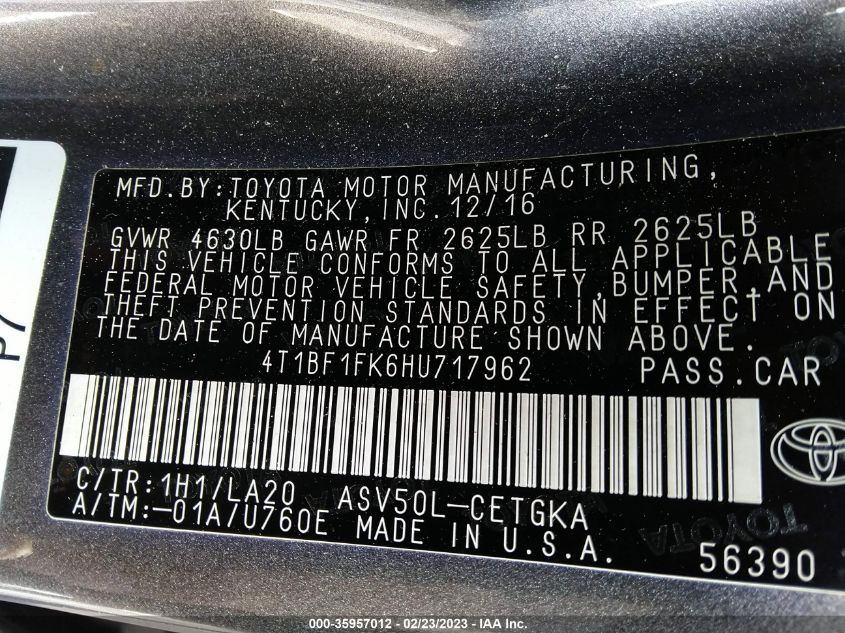 MFD.BY:TOYOTA MOTOR MANUFACTURING,
KENTUCKY,INC.12/16
GVWR 4630LB GAWR FR 2625LB RR 2625LB
THIS VEHICLE CONFORMS TO ALL APPLICABLE
FEDERAL MOTOR VEHICLE SAFETY,BUMPER,AND
THEFT PREVENTION STANDARDS IN EFFECT ON
THE DATE OF MANUFACTURE SHOWN ABOVE.
4T1BF1FK6HU717962 PASS.CAR
C/TR:1H1/LA20 ASV50L-CETGKA
A/TM:-01A/U760E MADE IN U.S.A.
TOYOTA
56390
000-35957012 - 02/23/2023 - IAA Inc.